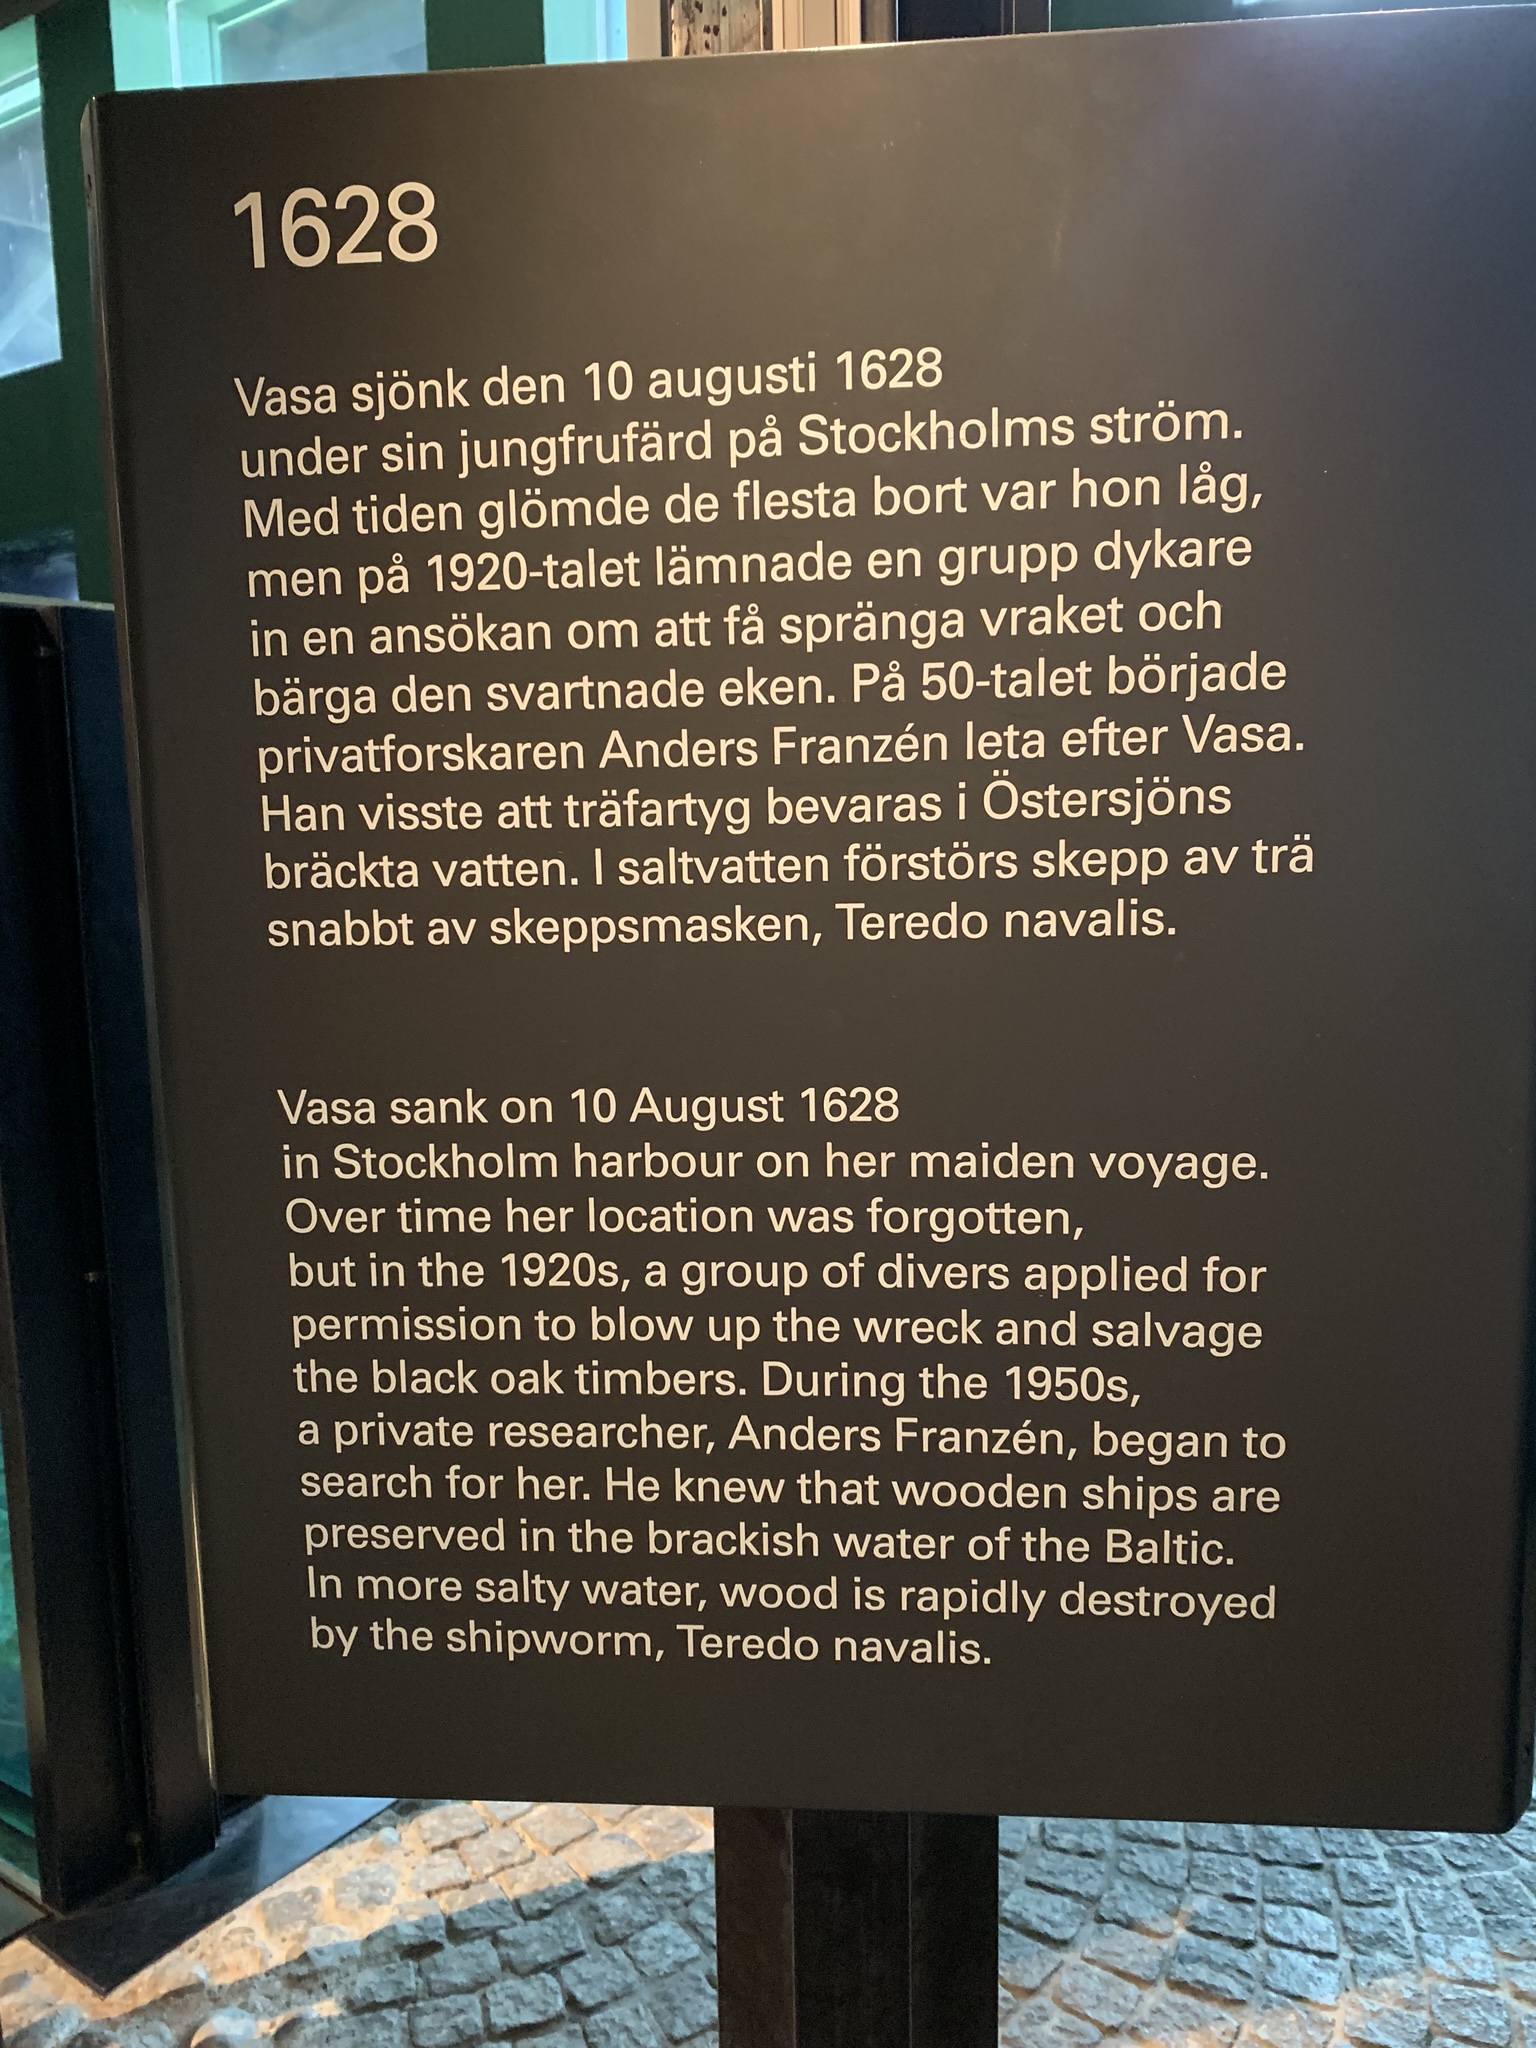 1628
Vasa sjönk den 10 augusti 1628
under sin jungfrufärd på Stockholms ström.
Med tiden glömde de flesta bort var hon låg,
men på 1920-talet lämnade en grupp dykare
in en ansökan om att få spränga vraket och
bärga den svartnade eken. På 50-talet började
privatforskaren Anders Franzén leta efter Vasa.
Han visste att träfartyg bevaras i Östersjöns
bräckta vatten. I saltvatten förstörs skepp av trä
snabbt av skeppsmasken, Teredo navalis.
Vasa sank on 10 August 1628
in Stockholm harbour on her maiden voyage.
Over time her location was forgotten,
but in the 1920s, a group of divers applied for
permission to blow up the wreck and salvage
the black oak timbers. During the 1950s,
a private researcher, Anders Franzén, began to
search for her. He knew that wooden ships are
preserved in the brackish water of the Baltic.
In more salty water, wood is rapidly destroyed
by the shipworm, Teredo navalis.